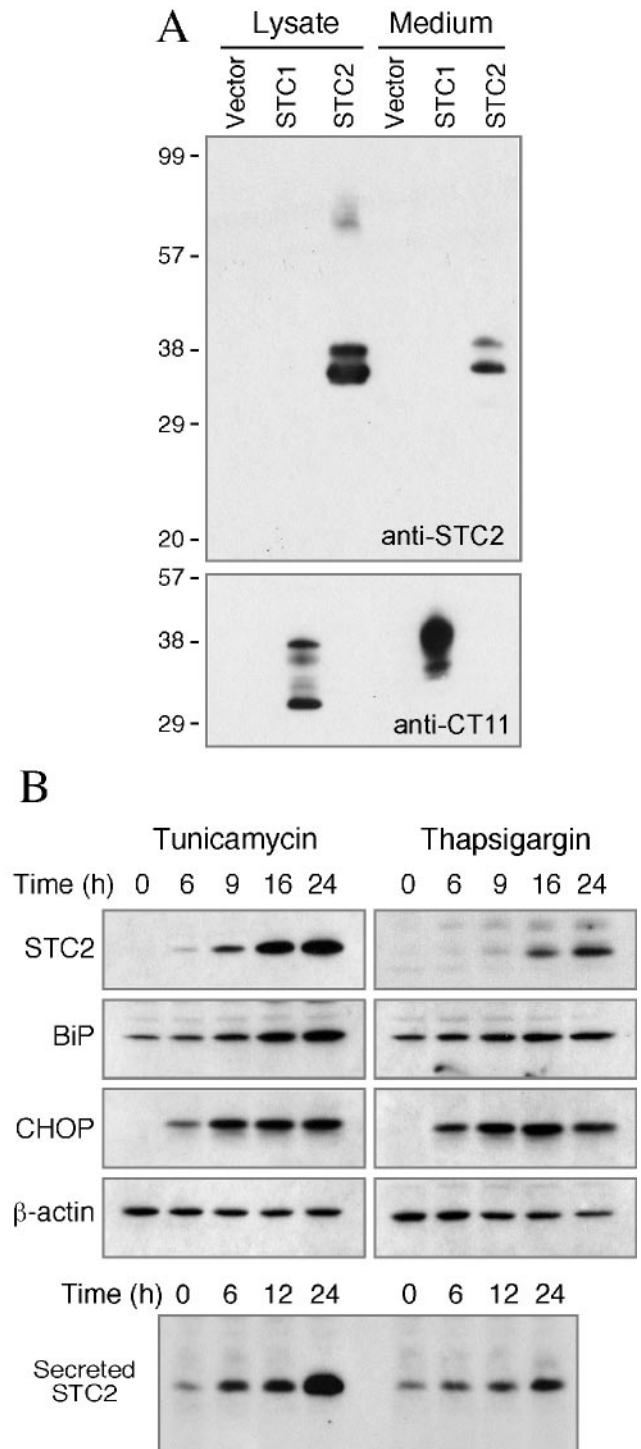 A
Lysate Medium
Vector STC1 STC2 Vector STC1 STC2
99 -
57 -
38 -
29 -
20 -
anti-STC2
57 -
38 -
29 -
anti-CT11
B
Tunicamycin Thapsigargin
Time (h) 0 6 9 16 24 0 6 9 16 24
STC2
BiP
CHOP
β-actin
Time (h) 0 6 12 24 0 6 12 24
Secreted
STC2